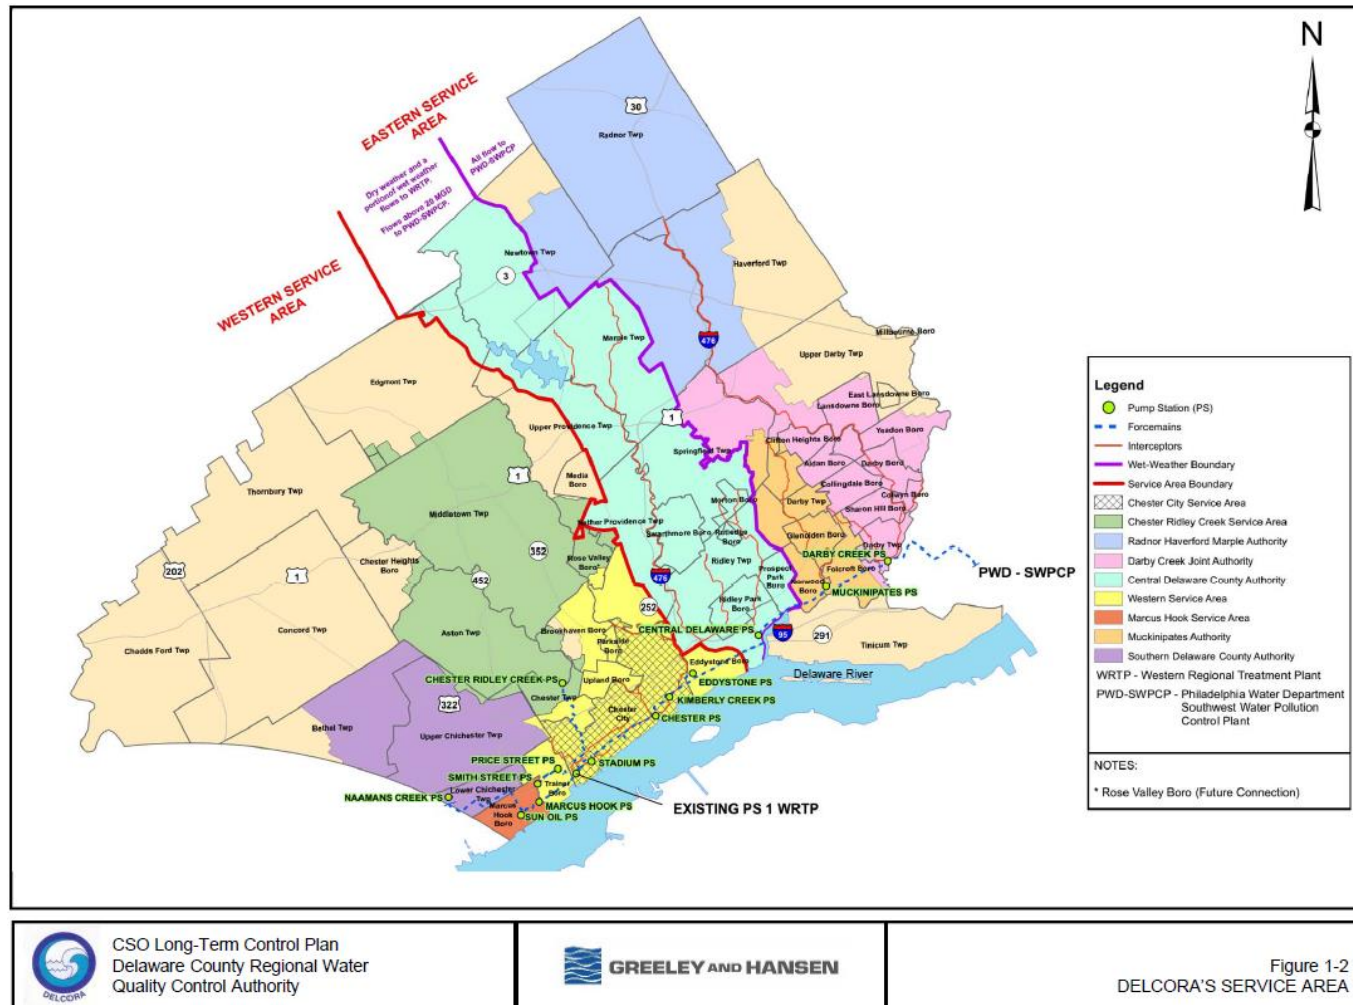 N
EASTERN SERVICE
AREA
All flow to
PWD-SWPCP
Dry weather and a
portionof wet weather
flows to WRTP.
Flows above 20 MGD
to PWD-SWPCP.
WESTERN SERVICE
AREA
30
Radnor Twp
Newtown Twp
3
Haverford Twp
476
Marple Twp
Millbourne Boro
Upper Darby Twp
Edgmont Twp
East Lansdowne Boro
Lansdowne Boro
1
Upper Providence Twp
Yeadon Boro
Clifton Heights Boro
Springfield Twp
Aldan Boro
Darby Boro
1
Media
Boro
Collingdale Boro
Thornbury Twp
Morton Boro
Darby Twp
Colwyn Boro
Sharon Hill Boro
Middletown Twp
Nether Providence Twp
Swarthmore Boro
Rutledge
Boro
Glenolden Boro
Darby Twp
352
Rose Valley
Boro*
Ridley Twp
Prospect
Park
Boro
DARBY CREEK PS
Chester Heights
Boro
202
1
452
476
Folcroft Boro
PWD - SWPCP
Norwood
Boro
MUCKINIPATES PS
252
Ridley Park
Boro
Concord Twp
Aston Twp
Brookhaven Boro
Parkside
Boro
CENTRAL DELAWARE PS
95
291
Tinicum Twp
Chadds Ford Twp
Eddystone Boro
Delaware River
CHESTER RIDLEY CREEK PS
Upland Boro
EDDYSTONE PS
Chester Twp
KIMBERLY CREEK PS
322
Chester
City
CHESTER PS
Bethel Twp
Upper Chichester Twp
PRICE STREET PS
STADIUM PS
SMITH STREET PS
Trainer
Boro
NAAMANS CREEK PS
Lower Chichester
Twp
Marcus
Hook
Boro
MARCUS HOOK PS
SUN OIL PS
EXISTING PS 1 WRTP
Legend
Pump Station (PS)
Forcemains
Interceptors
Wet-Weather Boundary
Service Area Boundary
Chester City Service Area
Chester Ridley Creek Service Area
Radnor Haverford Marple Authority
Darby Creek Joint Authority
Central Delaware County Authority
Western Service Area
Marcus Hook Service Area
Muckinipates Authority
Southern Delaware County Authority
WRTP - Western Regional Treatment Plant
PWD-SWPCP - Philadelphia Water Department
Southwest Water Pollution
Control Plant
NOTES:
* Rose Valley Boro (Future Connection)
DELCORA
CSO Long-Term Control Plan
Delaware County Regional Water
Quality Control Authority
GREELEY AND HANSEN
Figure 1-2
DELCORA'S SERVICE AREA